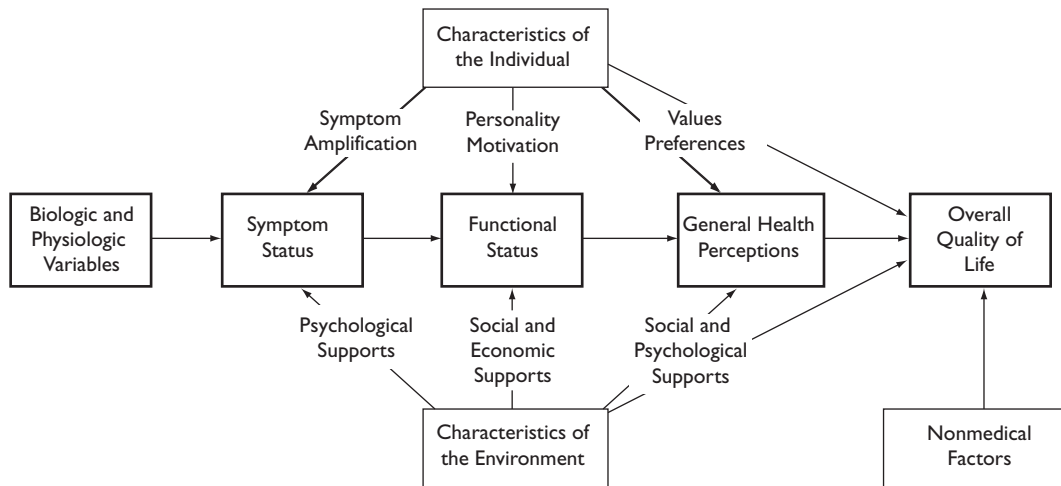 Characteristics of
the Individual
Symptom
Amplification
Personality
Motivation
Values
Preferences
Biologic and
Physiologic
Variables
Symptom
Status
Functional
Status
General Health
Perceptions
Overall
Quality of
Life
Psychological
Supports
Social and
Economic
Supports
Social and
Psychological
Supports
Characteristics of
the Environment
Nonmedical
Factors